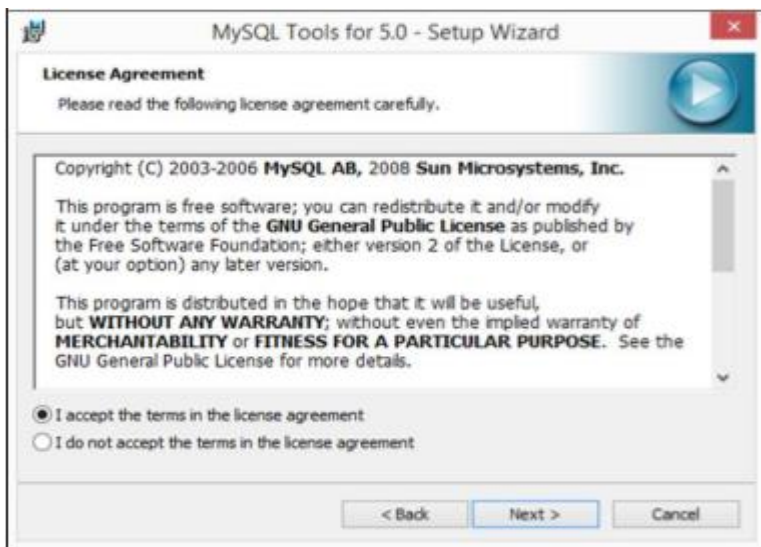 MySQL Tools for 5.0 - Setup Wizard
License Agreement
Please read the following license agreement carefully.
Copyright (C) 2003-2006 MySQL AB, 2008 Sun Microsystems, Inc.
This program is free software; you can redistribute it and/or modify
it under the terms of the GNU General Public License as published by
the Free Software Foundation; either version 2 of the License, or
(at your option) any later version.
This program is distributed in the hope that it will be useful,
but WITHOUT ANY WARRANTY; without even the implied warranty of
MERCHANTABILITY or FITNESS FOR A PARTICULAR PURPOSE. See the
GNU General Public License for more details.
I accept the terms in the license agreement
I do not accept the terms in the license agreement
< Back Next > Cancel